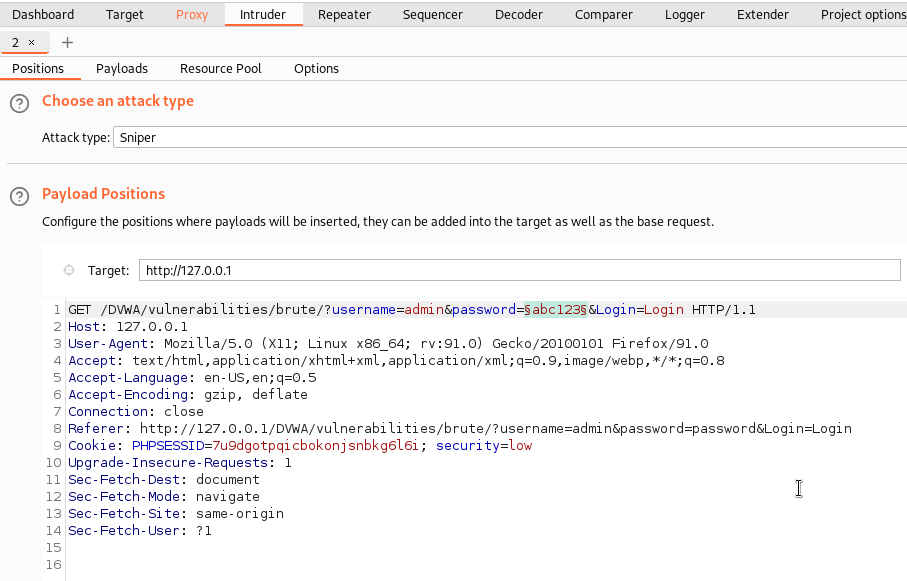 Dashboard Target Proxy Intruder Repeater Sequencer Decoder Comparer Logger Extender Project options
2 × +
Positions Payloads Resource Pool Options
? Choose an attack type
Attack type: Sniper
? Payload Positions
Configure the positions where payloads will be inserted, they can be added into the target as well as the base request.
Target: http://127.0.0.1
1 GET /DVWA/vulnerabilities/brute/?username=admin&password=§abc123§&Login=Login HTTP/1.1
2 Host: 127.0.0.1
3 User-Agent: Mozilla/5.0 (X11; Linux x86_64; rv:91.0) Gecko/20100101 Firefox/91.0
4 Accept: text/html,application/xhtml+xml,application/xml;q=0.9,image/webp,*/*;q=0.8
5 Accept-Language: en-US,en;q=0.5
6 Accept-Encoding: gzip, deflate
7 Connection: close
8 Referer: http://127.0.0.1/DVWA/vulnerabilities/brute/?username=admin&password=password&Login=Login
9 Cookie: PHPSESSID=7u9dgotpqicbokonjsnbkg6l6i; security=low
10 Upgrade-Insecure-Requests: 1
11 Sec-Fetch-Dest: document
12 Sec-Fetch-Mode: navigate
13 Sec-Fetch-Site: same-origin
14 Sec-Fetch-User: ?1
15
16